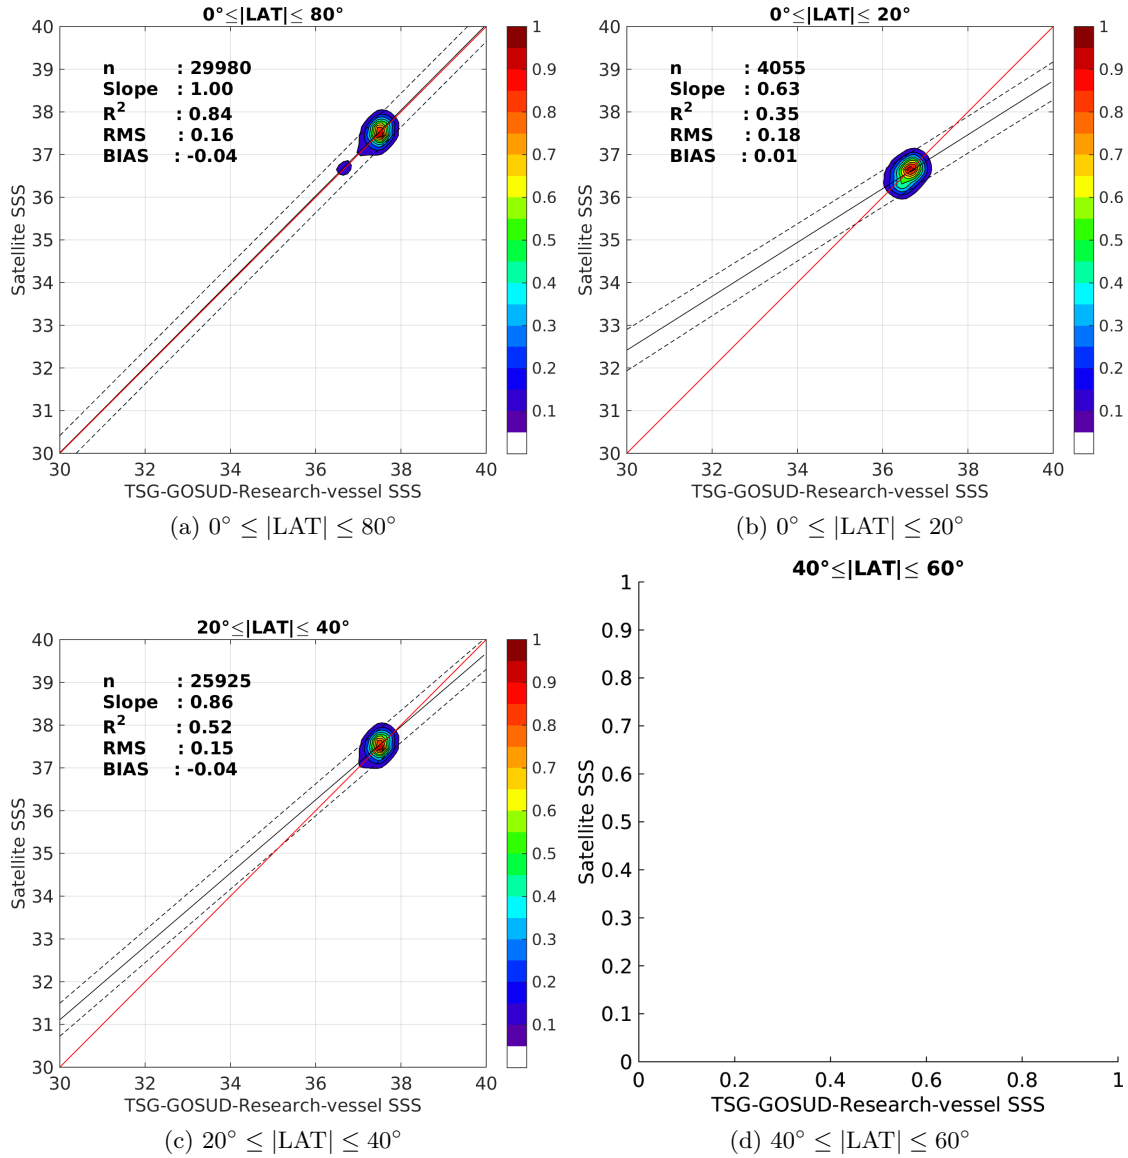 0°≤|LAT|≤ 80°
40
39
38
37
36
35
34
33
32
31
30
30 32 34 36 38 40
Satellite SSS
TSG-GOSUD-Research-vessel SSS
n : 29980
Slope : 1.00
R² : 0.84
RMS : 0.16
BIAS : -0.04
1
0.9
0.8
0.7
0.6
0.5
0.4
0.3
0.2
0.1
(a) 0° ≤ |LAT| ≤ 80°
0°≤|LAT|≤ 20°
40
39
38
37
36
35
34
33
32
31
30
30 32 34 36 38 40
Satellite SSS
TSG-GOSUD-Research-vessel SSS
n : 4055
Slope : 0.63
R² : 0.35
RMS : 0.18
BIAS : 0.01
1
0.9
0.8
0.7
0.6
0.5
0.4
0.3
0.2
0.1
(b) 0° ≤ |LAT| ≤ 20°
20°≤|LAT|≤ 40°
40
39
38
37
36
35
34
33
32
31
30
30 32 34 36 38 40
Satellite SSS
TSG-GOSUD-Research-vessel SSS
n : 25925
Slope : 0.86
R² : 0.52
RMS : 0.15
BIAS : -0.04
1
0.9
0.8
0.7
0.6
0.5
0.4
0.3
0.2
0.1
(c) 20° ≤ |LAT| ≤ 40°
40°≤|LAT|≤ 60°
1
0.9
0.8
0.7
0.6
0.5
0.4
0.3
0.2
0.1
0
0 0.2 0.4 0.6 0.8 1
Satellite SSS
TSG-GOSUD-Research-vessel SSS
(d) 40° ≤ |LAT| ≤ 60°